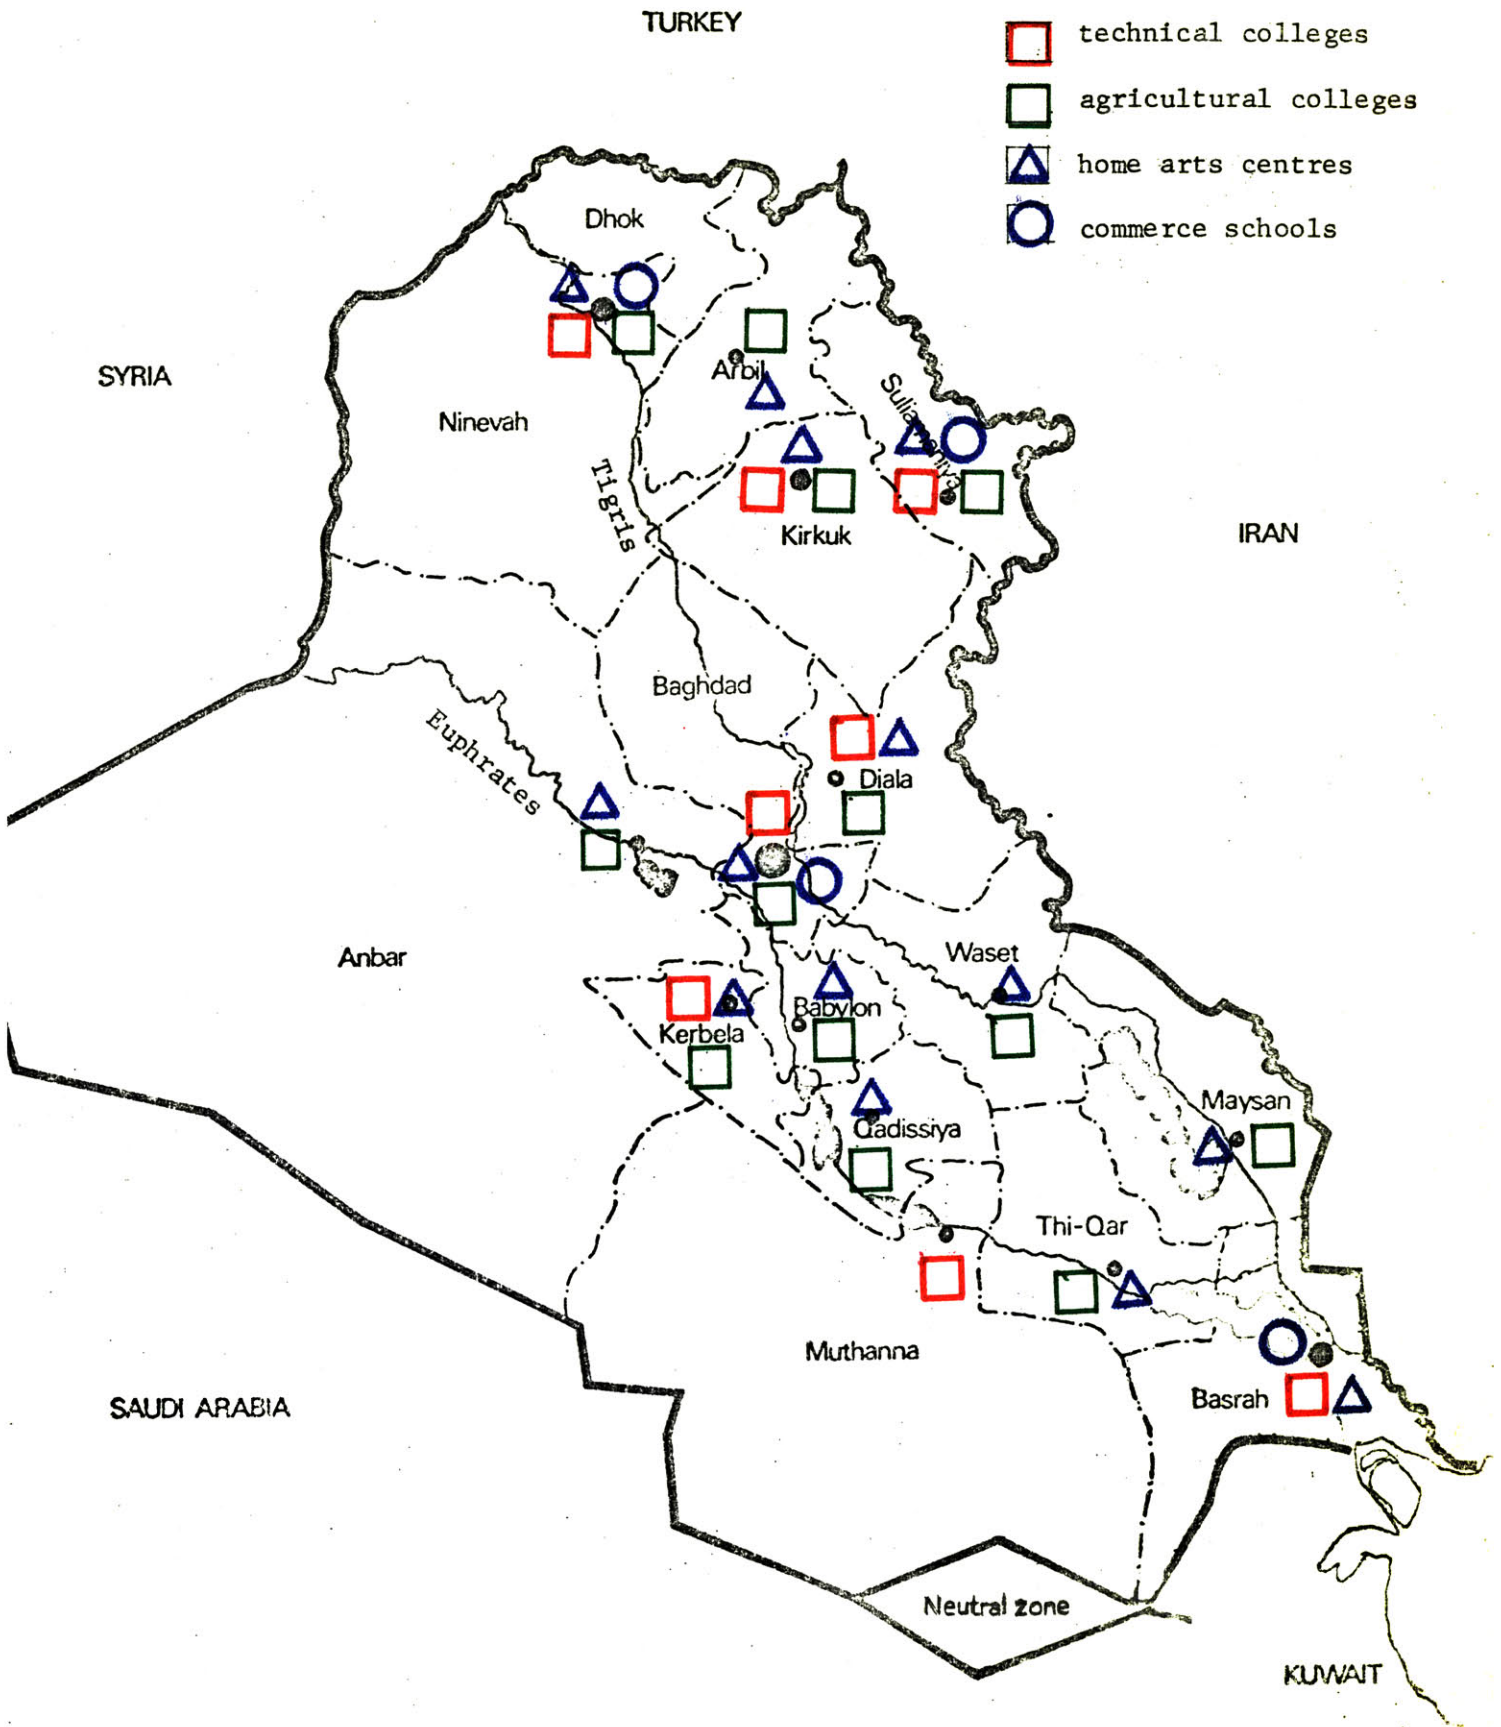 TURKEY
technical colleges
agricultural colleges
home arts centres
commerce schools
Dhok
SYRIA
Arbil
Suliamaniya
Ninevah
Tigris
Kirkuk
IRAN
Baghdad
Euphrates
Diala
Anbar
Waset
Babylon
Kerbela
Maysan
Qadissiya
Thi-Qar
Muthanna
Basrah
SAUDI ARABIA
Neutral zone
KUWAIT